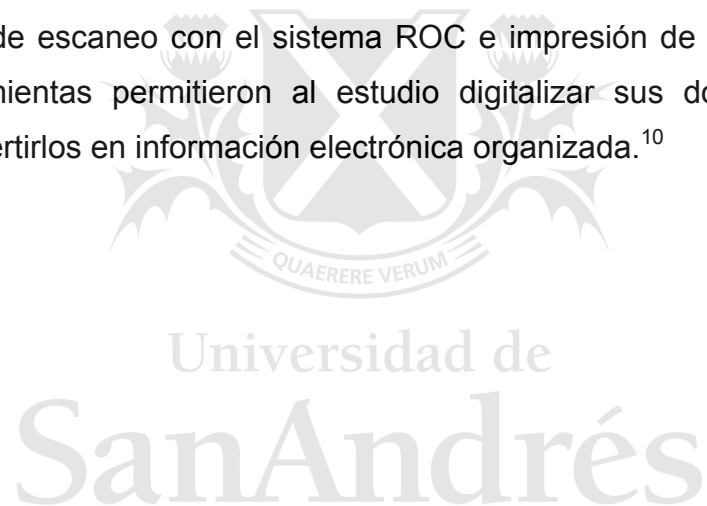 de escaneo con el sistema ROC e impresión de
mientas permitieron al estudio digitalizar sus do
ertirlos en información electrónica organizada.10
QUAERERE VERUM
Universidad de
SanAndrés